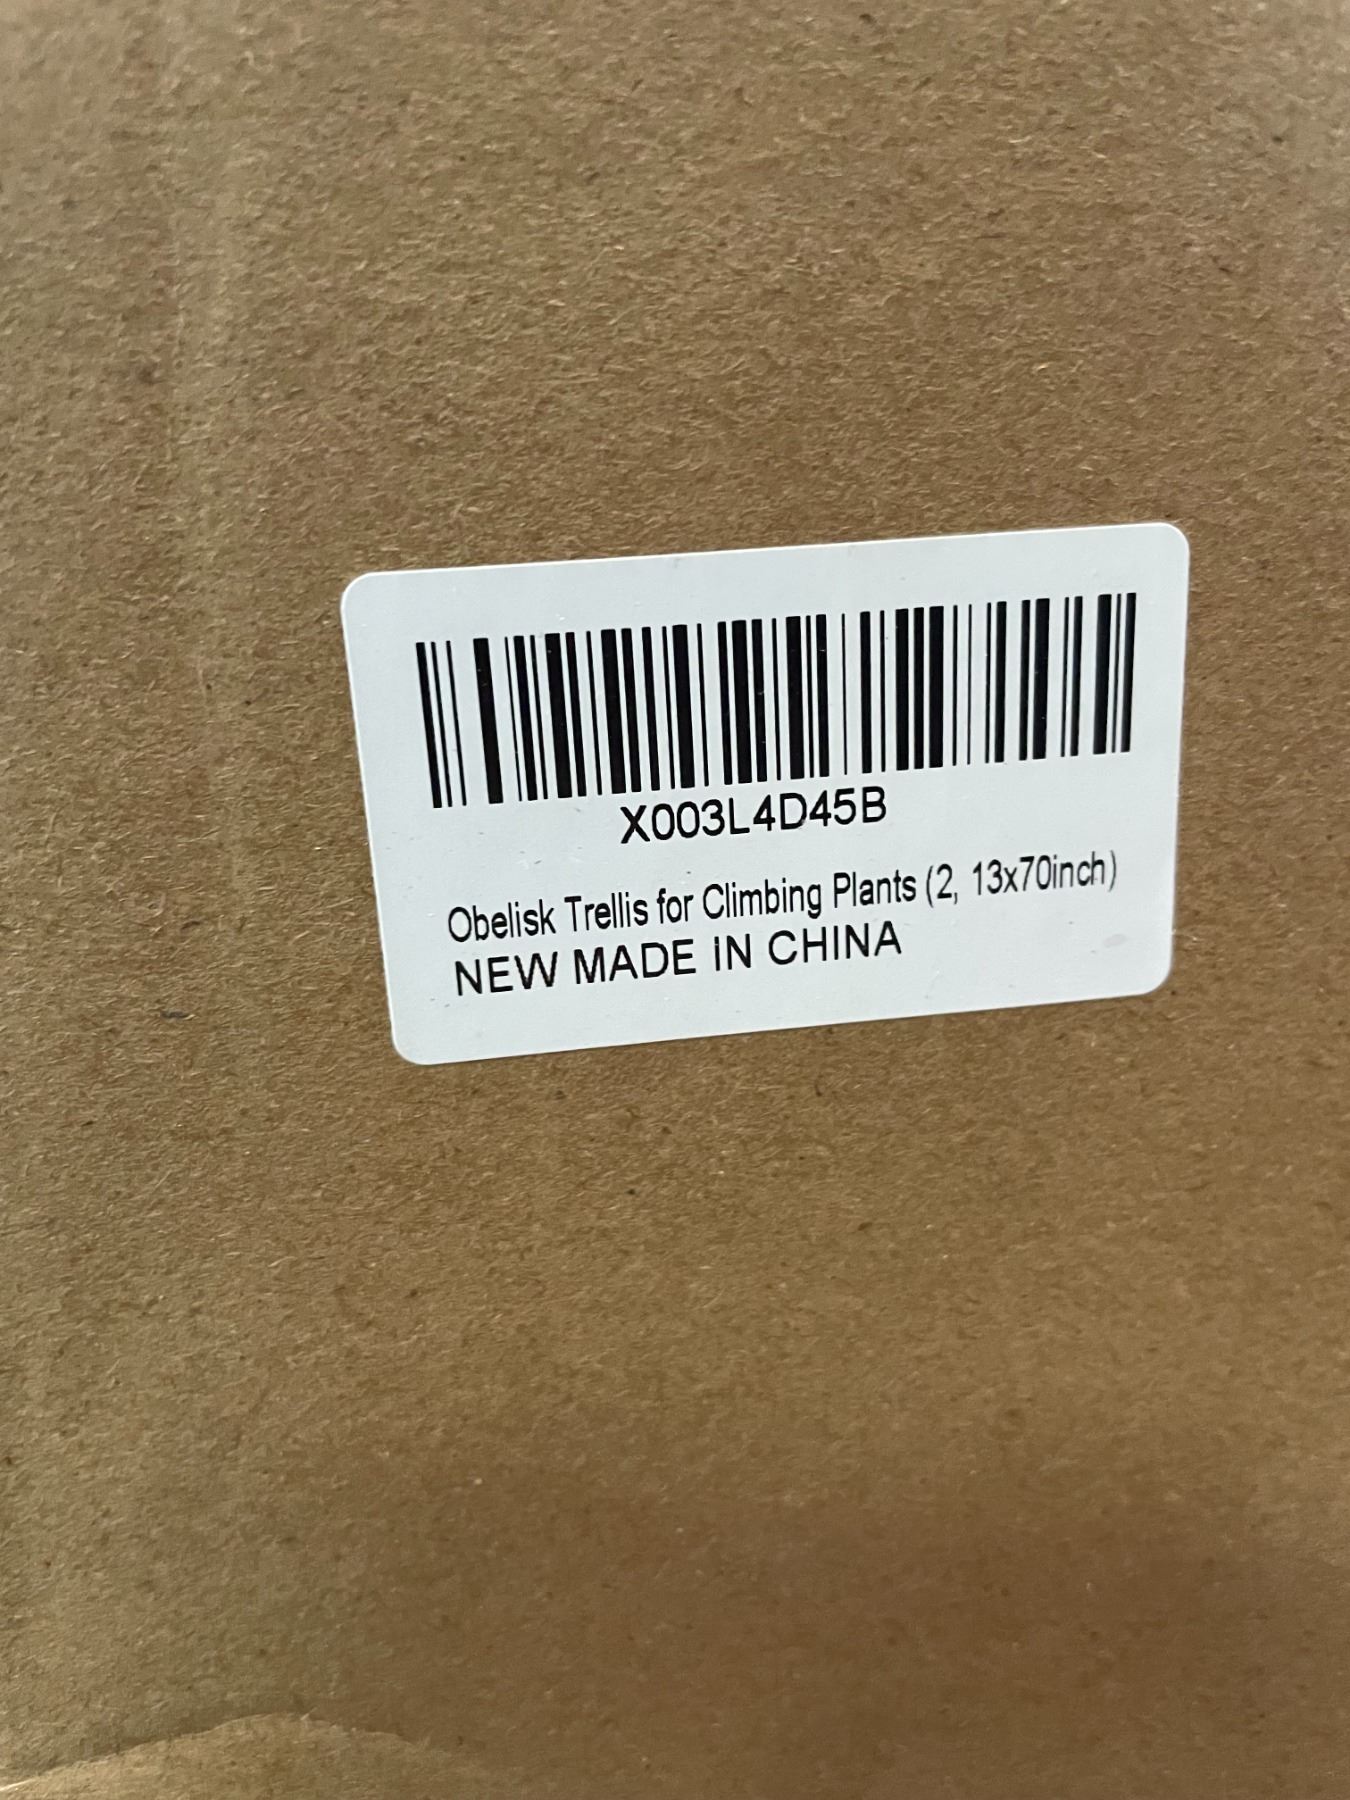 X003L4D45B
Obelisk Trellis for Climbing Plants (2, 13x70inch)
NEW MADE IN CHINA